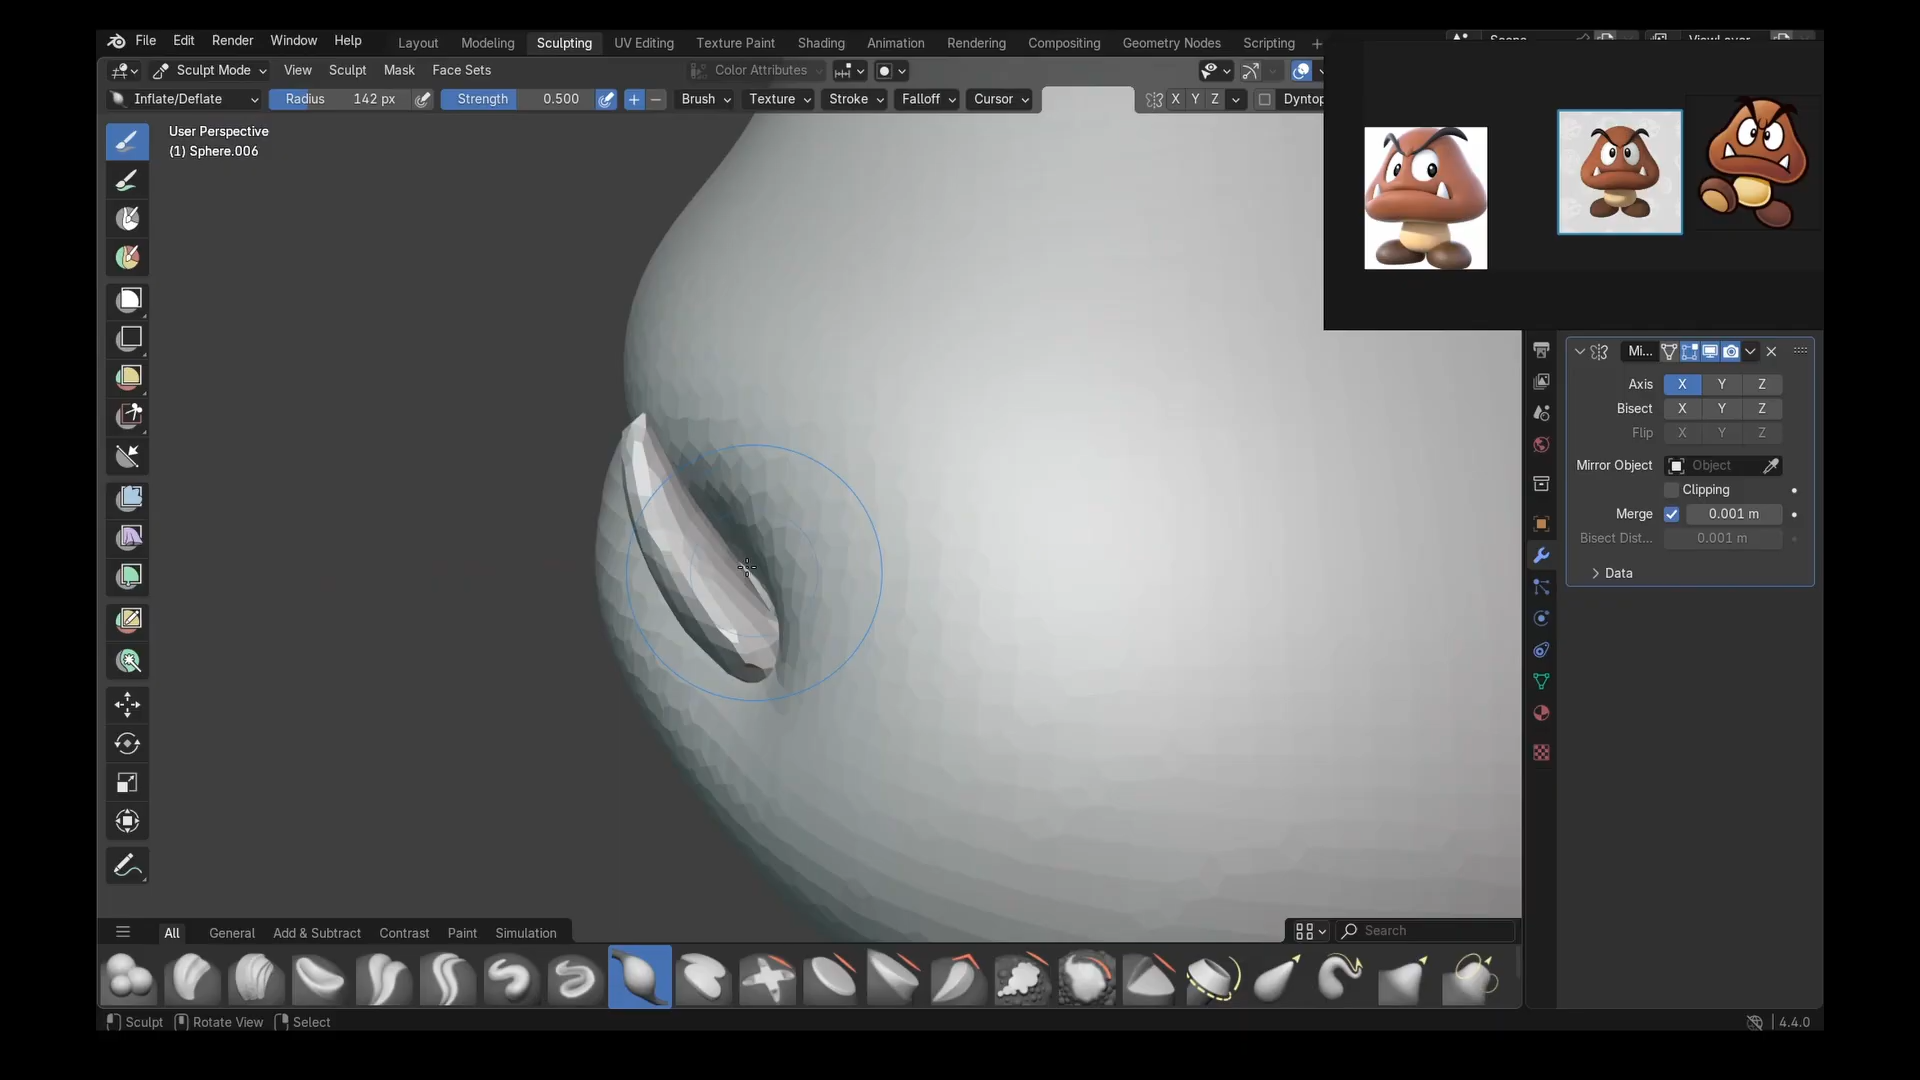 File Edit Render Window Help Layout Modeling Sculpting UV Editing Texture Paint Shading Animation Rendering Compositing Geometry Nodes Scripting +
Sculpt Mode View Sculpt Mask Face Sets Color Attributes
Inflate/Deflate Radius 142 px Strength 0.500 + − Brush Texture Stroke Falloff Cursor X Y Z Dyntop
User Perspective
(1) Sphere.006
Mi...
Axis X Y Z
Bisect X Y Z
Flip X Y Z
Mirror Object Object
Clipping
Merge 0.001 m
Bisect Dist... 0.001 m
Data
All General Add & Subtract Contrast Paint Simulation Search
Sculpt Rotate View Select 4.4.0